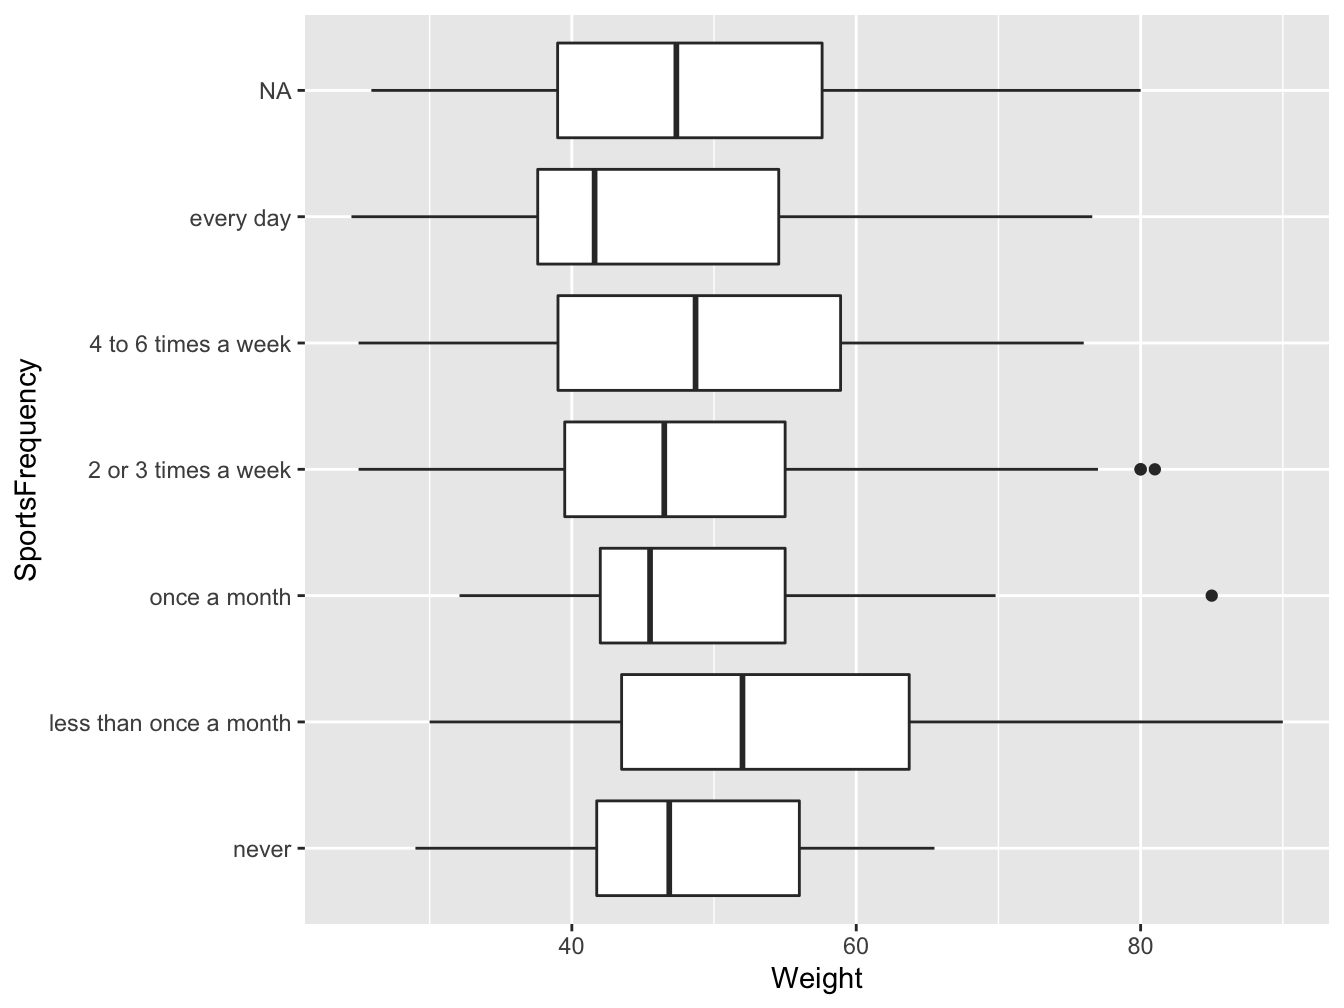 NA
every day
4 to 6 times a week
2 or 3 times a week
once a month
less than once a month
never
SportsFrequency
40 60 80
Weight